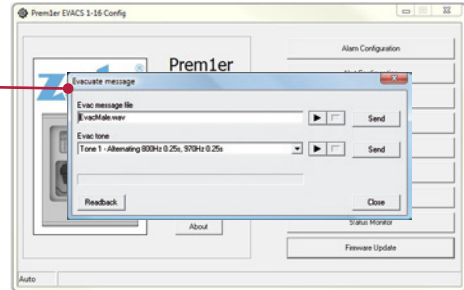 Prem1er EVACS 1-16 Config
Alarm Configuration
Prem1er
Evacuate message
Evac message file
EvacMale.wav
Send
Evac tone
Tone 1 - Alternating 800Hz 0.25s, 970Hz 0.25s
Send
Readback
Close
About
Status Monitor
Firmware Update
Auto